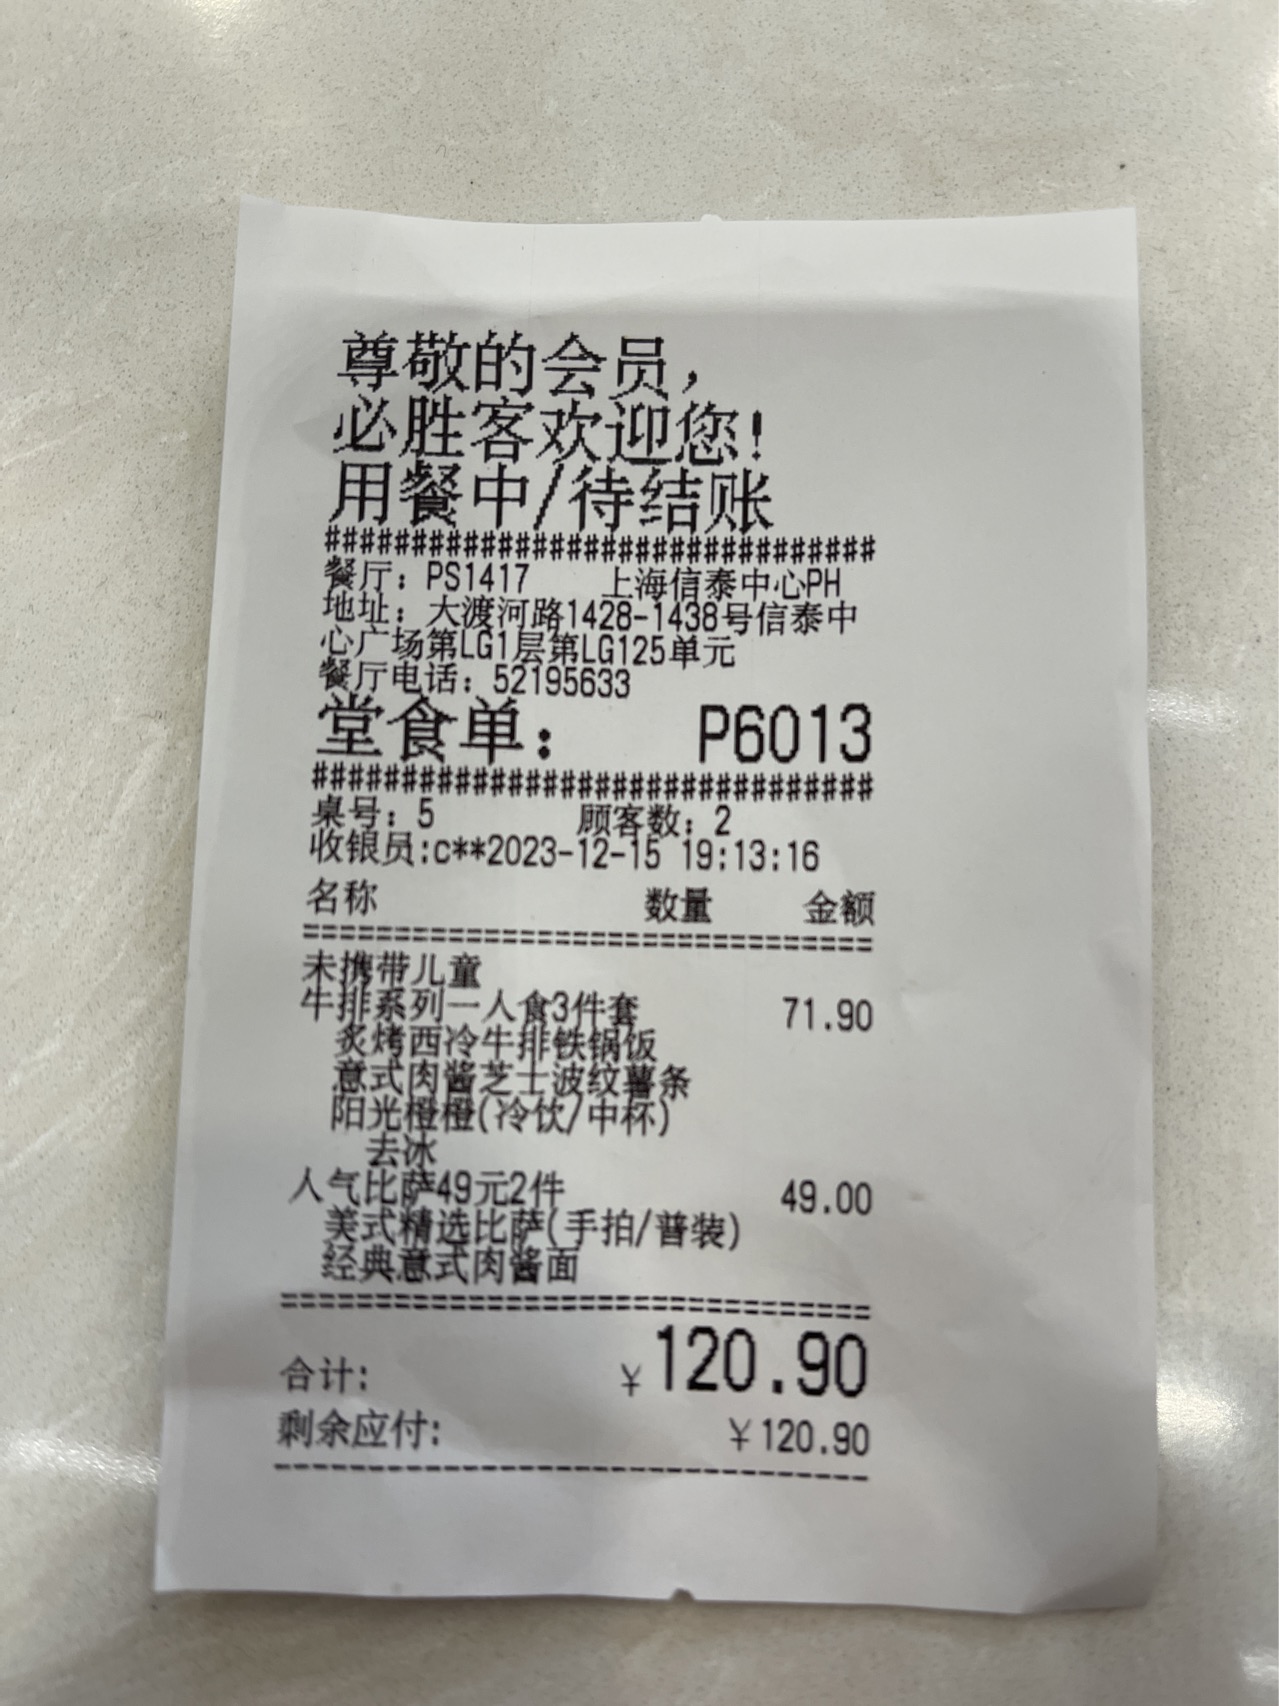 尊敬的会员，
必胜客欢迎您!
用餐中/待结账
################################
餐厅：PS1417 上海信泰中心PH
地址：大渡河路1428-1438号信泰中
心广场第LG1层第LG125单元
餐厅电话：52195633
堂食单： P6013
################################
桌号：5 顾客数：2
收银员:c**2023-12-15 19:13:16
名称 数量 金额
================================
未携带儿童
牛排系列一人食3件套 71.90
炙烤西冷牛排铁锅饭
意式肉酱芝士波纹薯条
阳光橙橙(冷饮/中杯)
去冰
人气比萨49元2件 49.00
美式精选比萨(手拍/普装)
经典意式肉酱面
================================
合计: ￥120.90
剩余应付: ￥120.90
--------------------------------